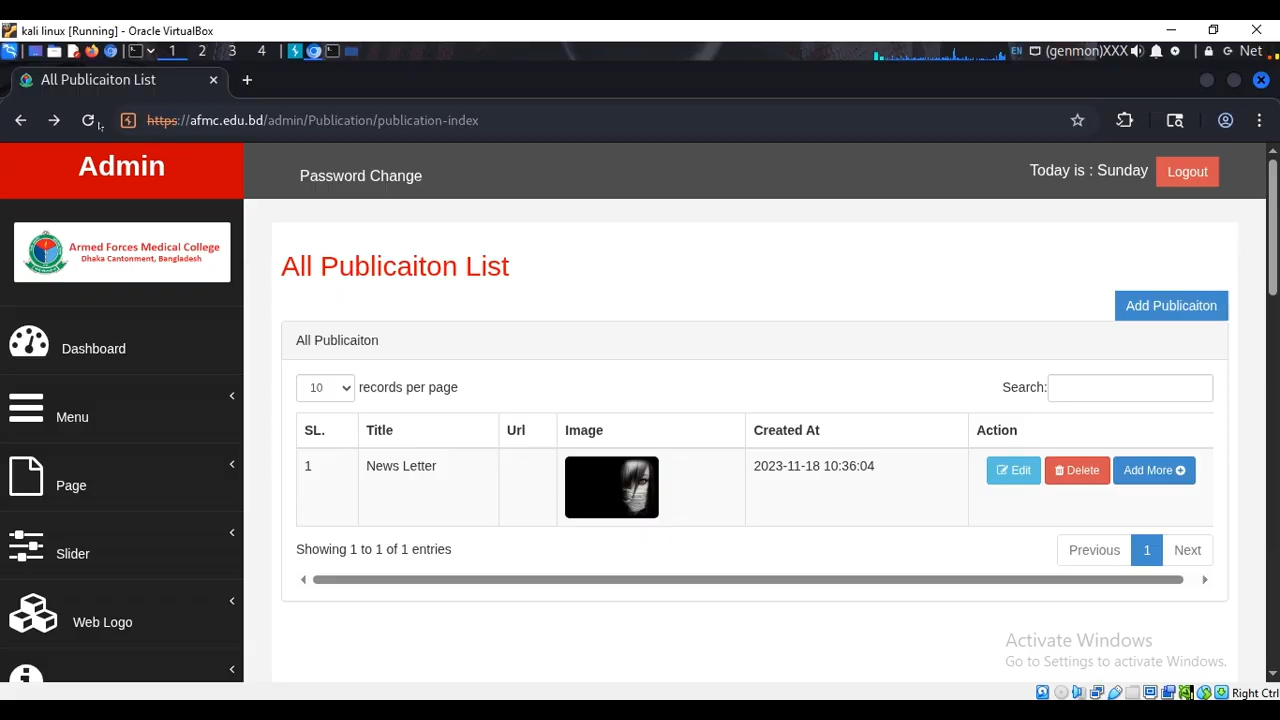 kali linux [Running] - Oracle VirtualBox
1 2 3 4 EN (genmon)XXX Net
All Publicaiton List
https://afmc.edu.bd/admin/Publication/publication-index
Admin
Password Change
Today is : Sunday
Logout
Armed Forces Medical College
Dhaka Cantonment, Bangladesh
All Publicaiton List
Add Publicaiton
Dashboard
All Publicaiton
10 records per page
Search:
Menu
SL. Title Url Image Created At Action
1 News Letter 2023-11-18 10:36:04 Edit Delete Add More
Page
Showing 1 to 1 of 1 entries
Previous 1 Next
Slider
Web Logo
Activate Windows
Go to Settings to activate Windows.
Right Ctrl